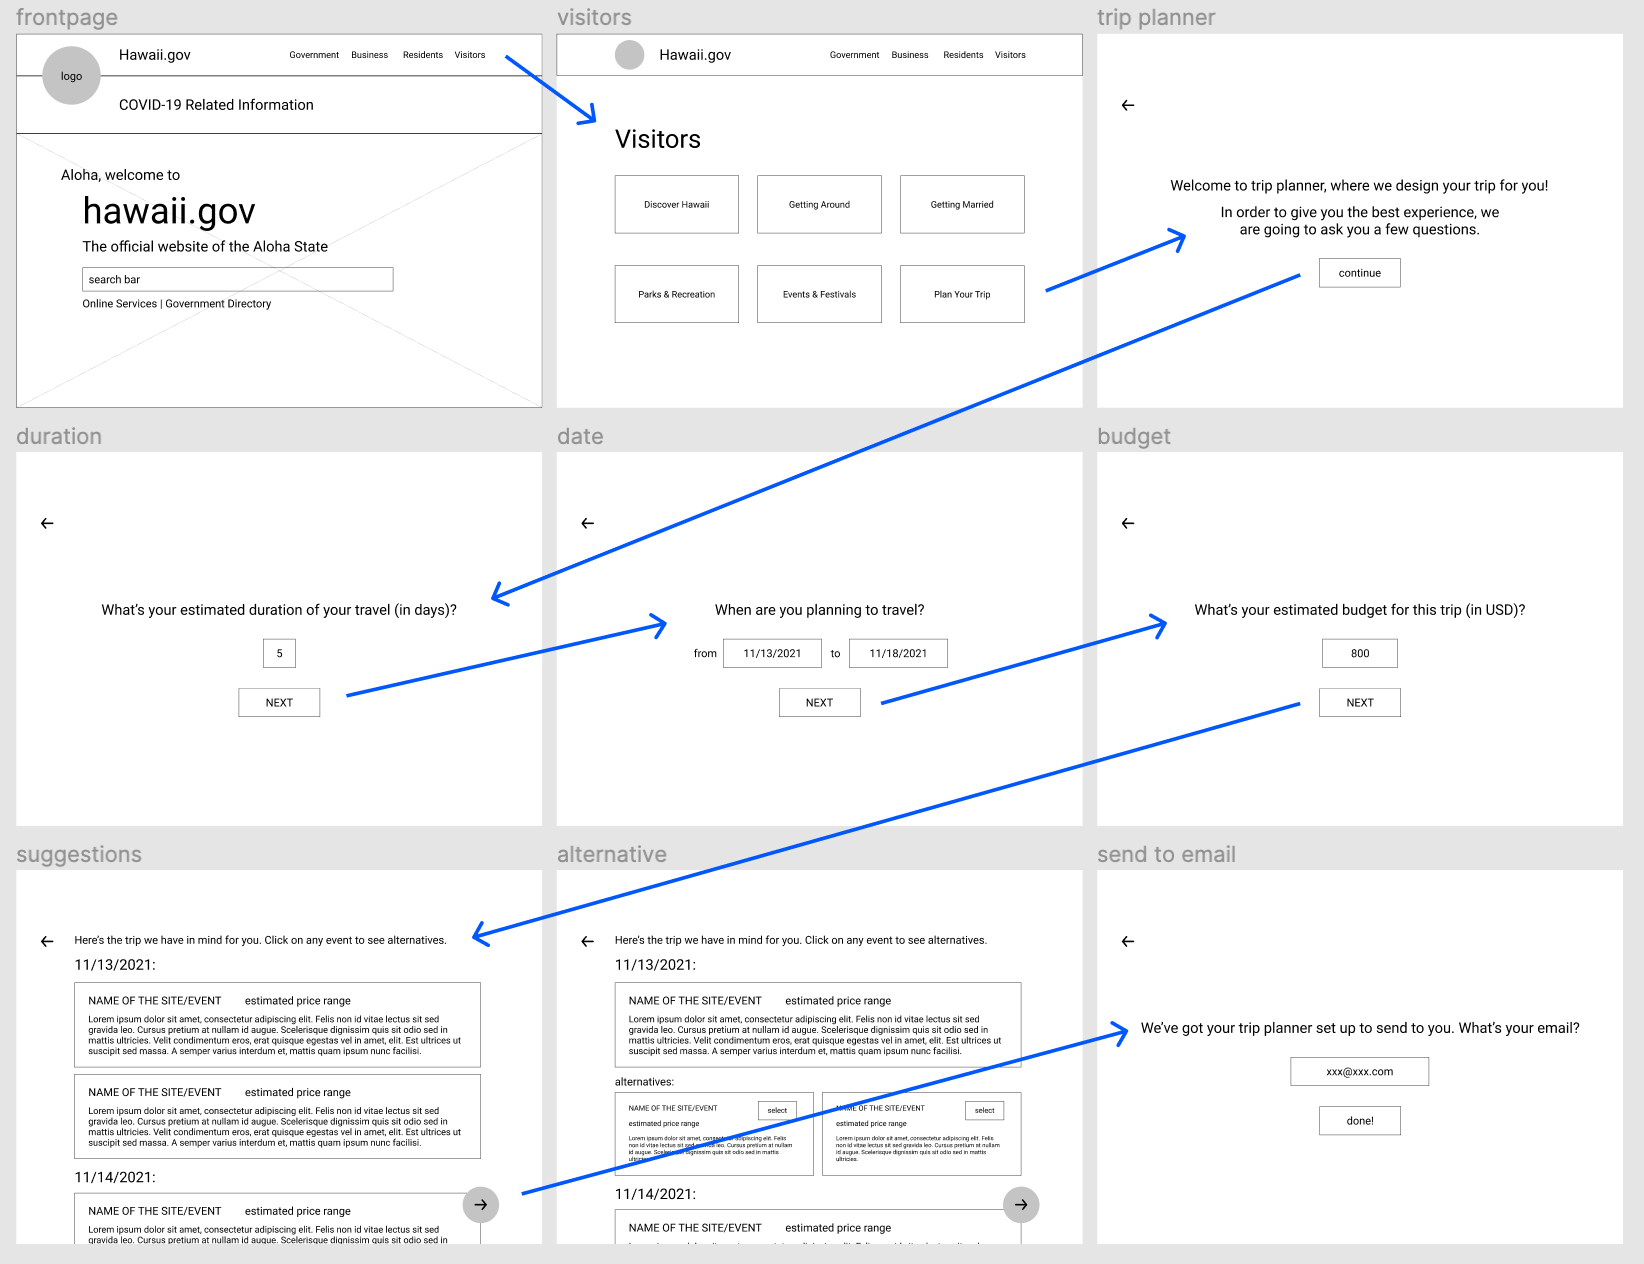 frontpage
logo
Hawaii.gov
Government Business Residents Visitors
COVID-19 Related Information
Aloha, welcome to
hawaii.gov
The official website of the Aloha State
search bar
Online Services | Government Directory
visitors
Hawaii.gov
Government Business Residents Visitors
Visitors
Discover Hawaii
Getting Around
Getting Married
Parks & Recreation
Events & Festivals
Plan Your Trip
trip planner
Welcome to trip planner, where we design your trip for you!
In order to give you the best experience, we
are going to ask you a few questions.
continue
duration
What's your estimated duration of your travel (in days)?
5
NEXT
date
When are you planning to travel?
from 11/13/2021 to 11/18/2021
NEXT
budget
What's your estimated budget for this trip (in USD)?
800
NEXT
suggestions
Here's the trip we have in mind for you. Click on any event to see alternatives.
11/13/2021:
NAME OF THE SITE/EVENT estimated price range
Lorem ipsum dolor sit amet, consectetur adipiscing elit. Felis non id vitae lectus sit sed
gravida leo. Cursus pretium at nullam id augue. Scelerisque dignissim quis sit odio sed in
mattis ultricies. Velit condimentum eros, erat quisque egestas vel in amet, elit. Est ultrices ut
suscipit sed massa. A semper varius interdum et, mattis quam ipsum nunc facilisi.
NAME OF THE SITE/EVENT estimated price range
Lorem ipsum dolor sit amet, consectetur adipiscing elit. Felis non id vitae lectus sit sed
gravida leo. Cursus pretium at nullam id augue. Scelerisque dignissim quis sit odio sed in
mattis ultricies. Velit condimentum eros, erat quisque egestas vel in amet, elit. Est ultrices ut
suscipit sed massa. A semper varius interdum et, mattis quam ipsum nunc facilisi.
11/14/2021:
NAME OF THE SITE/EVENT estimated price range
Lorem ipsum dolor sit amet, consectetur adipiscing elit. Felis non id vitae lectus sit sed
gravida leo. Cursus pretium at nullam id augue. Scelerisque dignissim quis sit odio sed in
alternative
Here's the trip we have in mind for you. Click on any event to see alternatives.
11/13/2021:
NAME OF THE SITE/EVENT estimated price range
Lorem ipsum dolor sit amet, consectetur adipiscing elit. Felis non id vitae lectus sit sed
gravida leo. Cursus pretium at nullam id augue. Scelerisque dignissim quis sit odio sed in
mattis ultricies. Velit condimentum eros, erat quisque egestas vel in amet, elit. Est ultrices ut
suscipit sed massa. A semper varius interdum et, mattis quam ipsum nunc facilisi.
alternatives:
NAME OF THE SITE/EVENT select
estimated price range
Lorem ipsum dolor sit amet, consectetur adipiscing elit. Felis
non id vitae lectus sit sed gravida leo. Cursus pretium at nullam
id augue. Scelerisque dignissim quis sit odio sed in mattis
ultricies.
NAME OF THE SITE/EVENT select
estimated price range
Lorem ipsum dolor sit amet, consectetur adipiscing elit. Felis
non id vitae lectus sit sed gravida leo. Cursus pretium at nullam
id augue. Scelerisque dignissim quis sit odio sed in mattis
ultricies.
11/14/2021:
NAME OF THE SITE/EVENT estimated price range
send to email
We've got your trip planner set up to send to you. What's your email?
xxx@xxx.com
done!